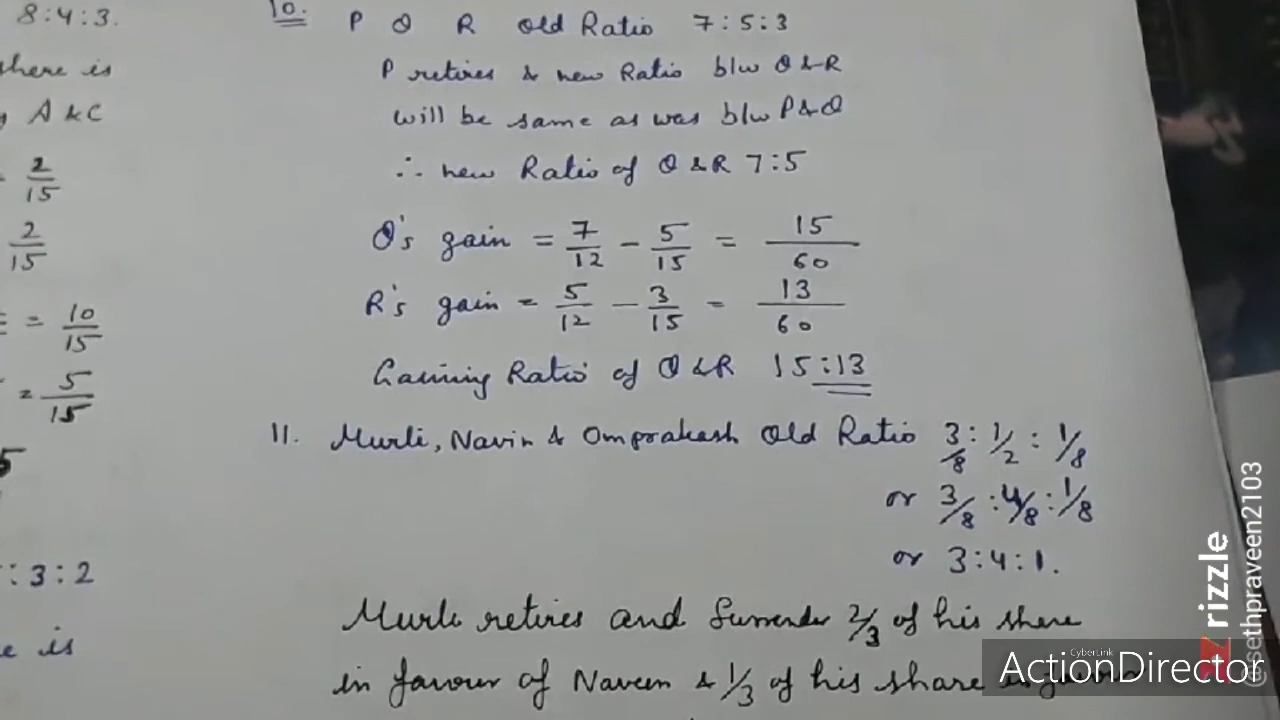 8:4:3.
there is
A & C
2/15
2/15
= 10/15
= 5/15
5
: 3 : 2
is
10. P Q R Old Ratio 7:5:3
P retires & new Ratio b/w Q & R
will be same as was b/w P & Q
∴ new Ratio of Q & R 7:5
Q's gain = 7/12 - 5/15 = 15/60
R's gain = 5/12 - 3/15 = 13/60
Gaining Ratio of Q & R 15:13
11. Murli, Navin & Omprakash Old Ratio 3/8 : 1/2 : 1/8
or 3/8 : 4/8 : 1/8
or 3:4:1.
Murli retires and Surrender 2/3 of his share
in favour of Naveen & 1/3 of his share
CyberLink
ActionDirector
rizzle
@sethpraveen2103